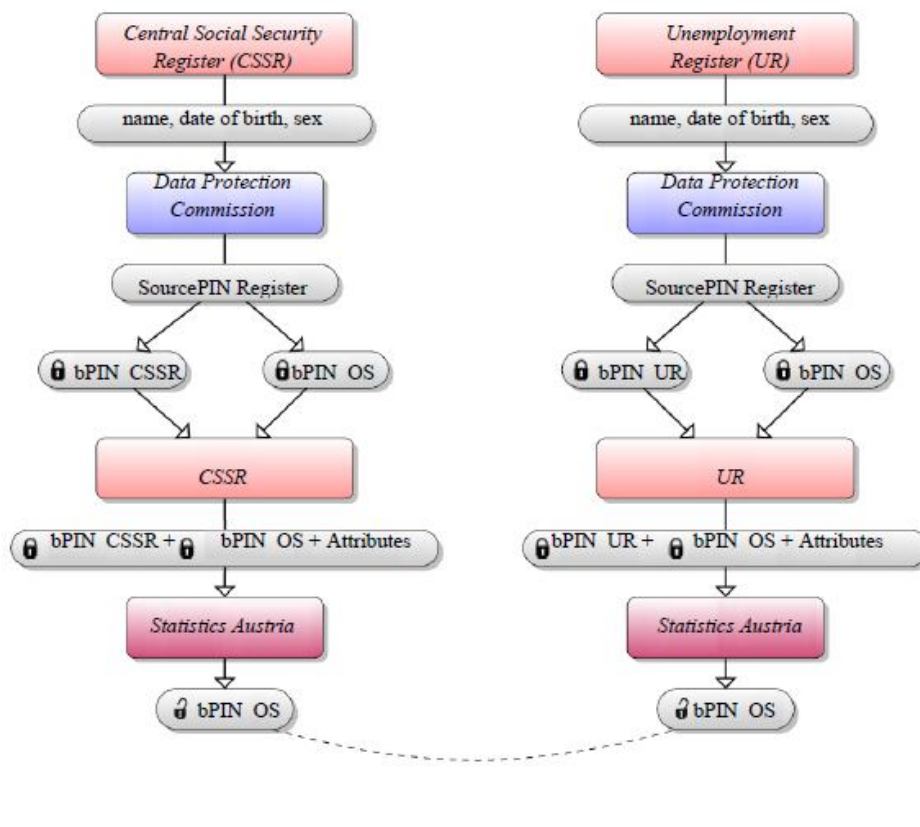 Central Social Security
Register (CSSR)
name, date of birth, sex
Data Protection
Commission
SourcePIN Register
bPIN CSSR
bPIN OS
CSSR
bPIN CSSR + bPIN OS + Attributes
Statistics Austria
bPIN OS
Unemployment
Register (UR)
name, date of birth, sex
Data Protection
Commission
SourcePIN Register
bPIN UR
bPIN OS
UR
bPIN UR + bPIN OS + Attributes
Statistics Austria
bPIN OS